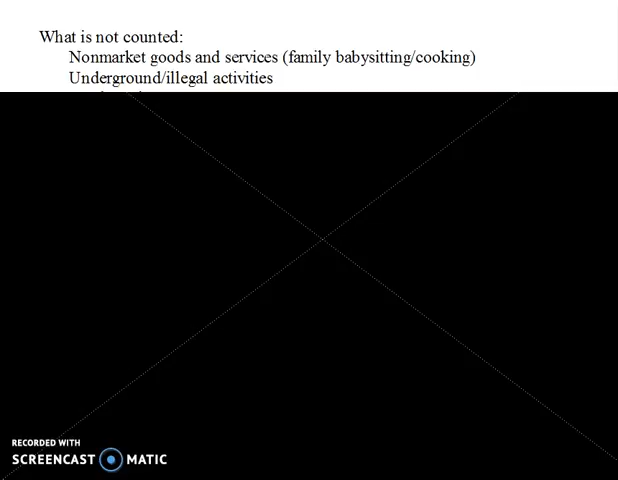 What is not counted:
Nonmarket goods and services (family babysitting/cooking)
Underground/illegal activities
RECORDED WITH
SCREENCAST MATIC